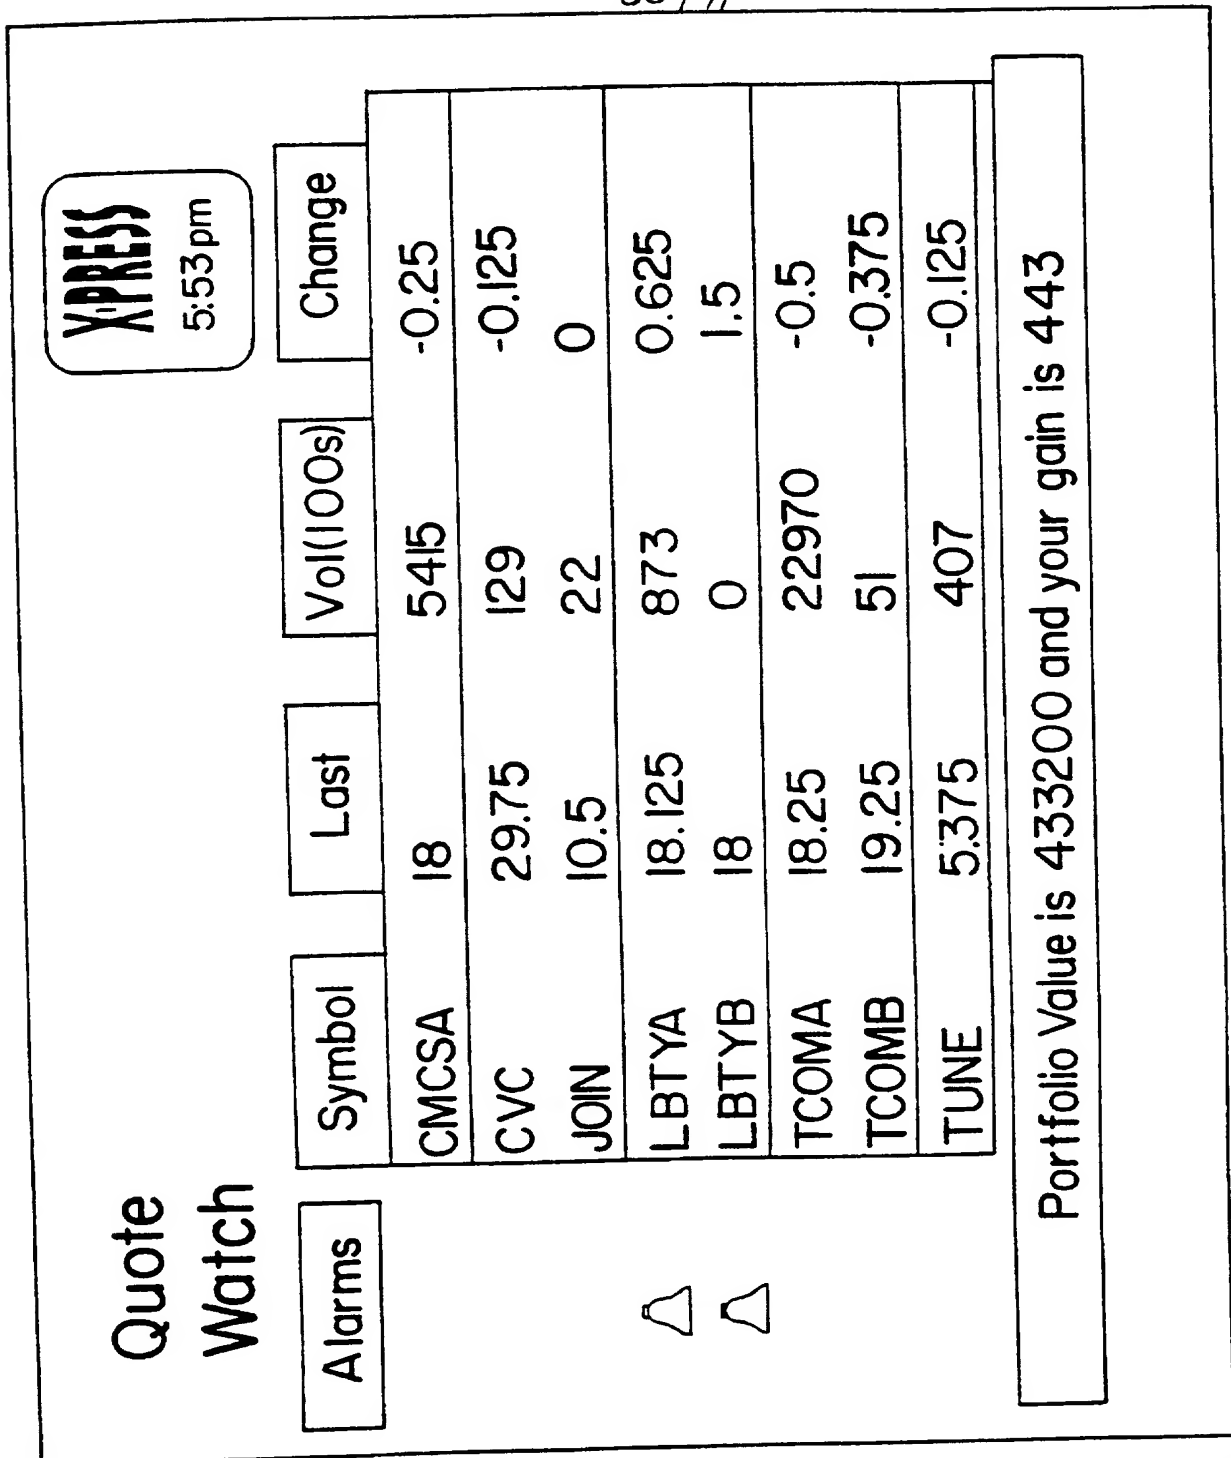 Quote
Watch
X·PRESS
5:53pm
Alarms Symbol Last Vol(100s) Change
CMCSA 18 5415 -0.25
CVC 29.75 129 -0.125
JOIN 10.5 22 0
LBTYA 18.125 873 0.625
LBTYB 18 0 1.5
TCOMA 18.25 22970 -0.5
TCOMB 19.25 51 -0.375
TUNE 5.375 407 -0.125
Portfolio Value is 433200 and your gain is 443